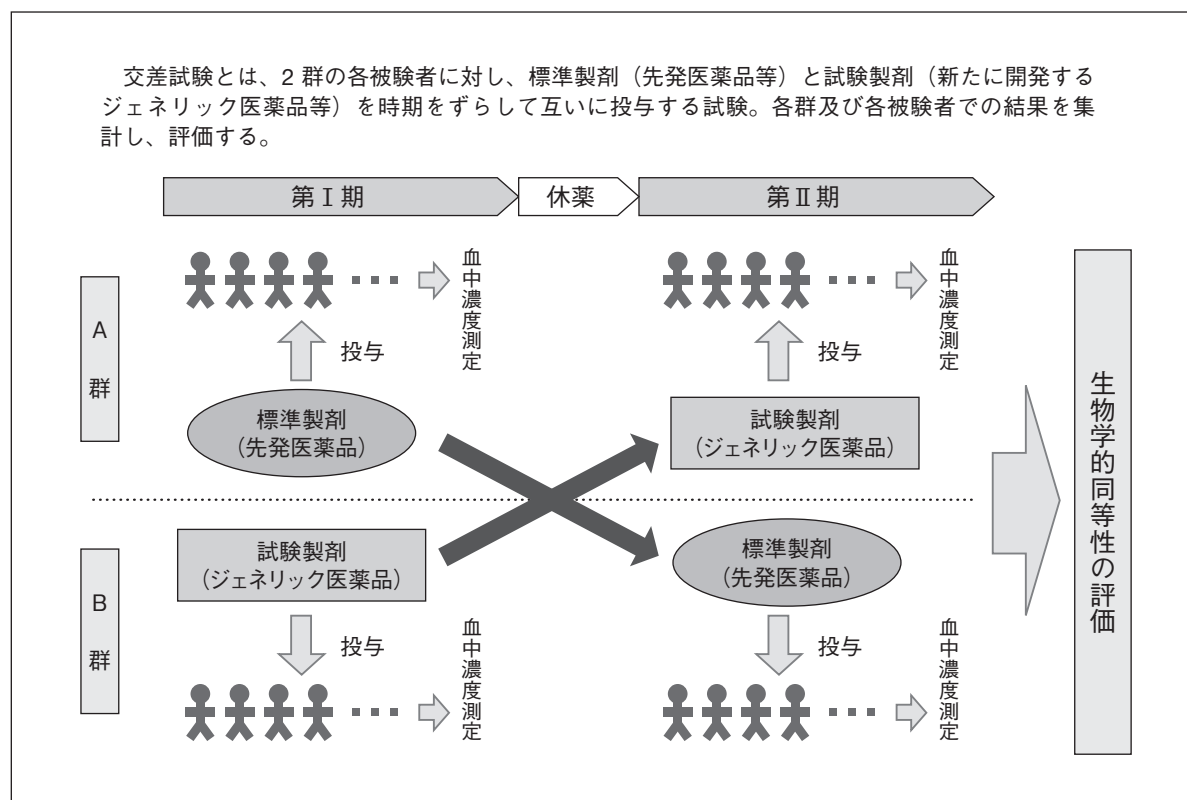 交差試験とは、2 群の各被験者に対し、標準製剤（先発医薬品等）と試験製剤（新たに開発する
ジェネリック医薬品等）を時期をずらして互いに投与する試験。各群及び各被験者での結果を集
計し、評価する。
第Ⅰ期
休薬
第Ⅱ期
A群
血中濃度測定
投与
標準製剤
（先発医薬品）
血中濃度測定
投与
試験製剤
（ジェネリック医薬品）
B群
試験製剤
（ジェネリック医薬品）
投与
血中濃度測定
標準製剤
（先発医薬品）
投与
血中濃度測定
生物学的同等性の評価